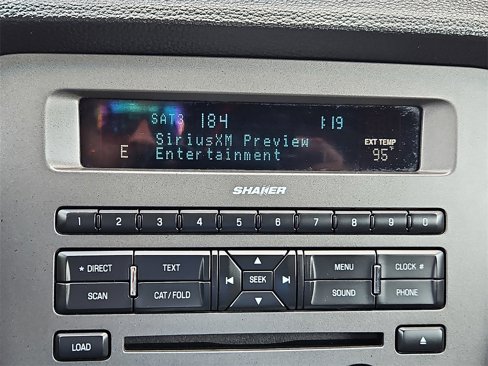 SAT3 184 1:19
SiriusXM Preview EXT TEMP
E Entertainment 95°
SHAKER
1 2 3 4 5 6 7 8 9 0
* DIRECT TEXT MENU CLOCK #
SEEK
SCAN CAT/FOLD SOUND PHONE
LOAD